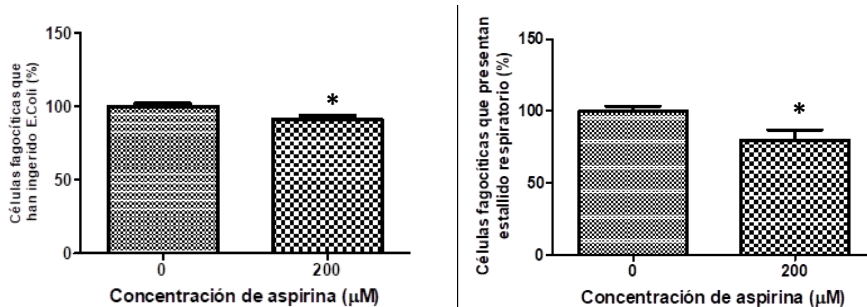 Células fagocíticas que
han ingerido E.Coli (%)
150
100
50
0
*
0
200
Concentración de aspirina (µM)
Células fagocíticas que presentan
estallido respiratorio (%)
150
100
50
0
*
0
200
Concentración de aspirina (µM)